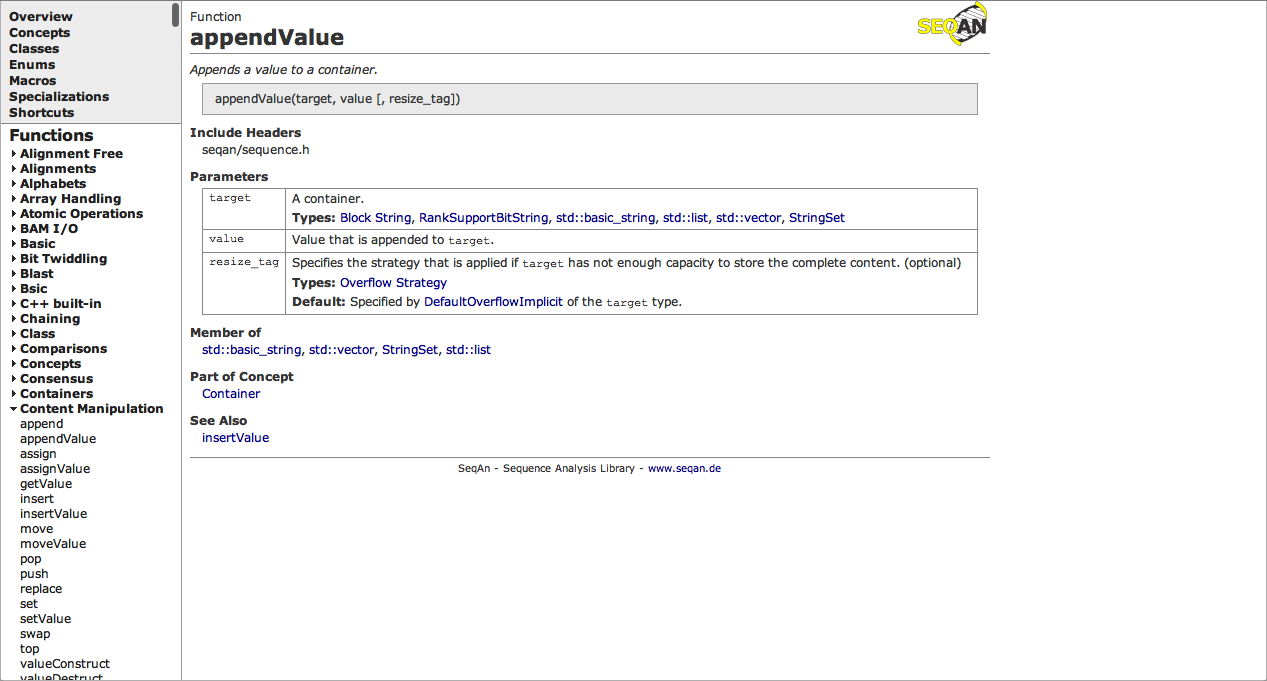 Overview
Concepts
Classes
Enums
Macros
Specializations
Shortcuts
Functions
Alignment Free
Alignments
Alphabets
Array Handling
Atomic Operations
BAM I/O
Basic
Bit Twiddling
Blast
Bsic
C++ built-in
Chaining
Class
Comparisons
Concepts
Consensus
Containers
Content Manipulation
append
appendValue
assign
assignValue
getValue
insert
insertValue
move
moveValue
pop
push
replace
set
setValue
swap
top
valueConstruct
valueDestruct
Function
SEQAN
appendValue
Appends a value to a container.
appendValue(target, value [, resize_tag])
Include Headers
seqan/sequence.h
Parameters
target A container.
Types: Block String, RankSupportBitString, std::basic_string, std::list, std::vector, StringSet
value Value that is appended to target.
resize_tag Specifies the strategy that is applied if target has not enough capacity to store the complete content. (optional)
Types: Overflow Strategy
Default: Specified by DefaultOverflowImplicit of the target type.
Member of
std::basic_string, std::vector, StringSet, std::list
Part of Concept
Container
See Also
insertValue
SeqAn - Sequence Analysis Library - www.seqan.de